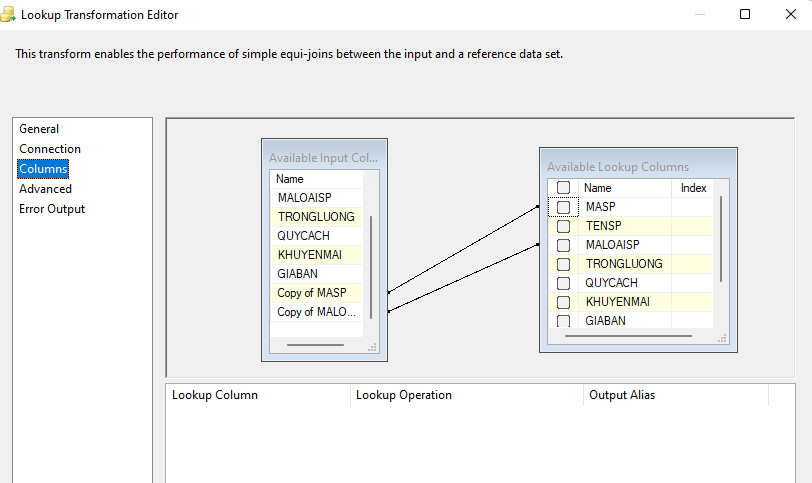 Lookup Transformation Editor
This transform enables the performance of simple equi-joins between the input and a reference data set.
General
Connection
Columns
Advanced
Error Output
Available Input Col...
Name
MALOAISP
TRONGLUONG
QUYCACH
KHUYENMAI
GIABAN
Copy of MASP
Copy of MALO...
Available Lookup Columns
Name Index
MASP
TENSP
MALOAISP
TRONGLUONG
QUYCACH
KHUYENMAI
GIABAN
Lookup Column Lookup Operation Output Alias